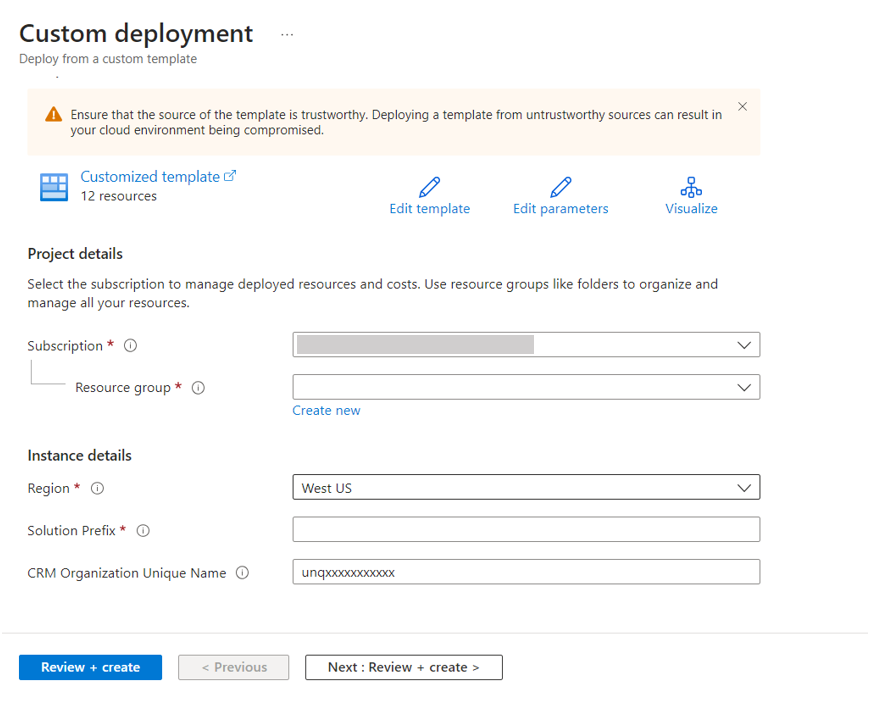 Custom deployment ...
Deploy from a custom template
Ensure that the source of the template is trustworthy. Deploying a template from untrustworthy sources can result in
your cloud environment being compromised.
Customized template
12 resources
Edit template
Edit parameters
Visualize
Project details
Select the subscription to manage deployed resources and costs. Use resource groups like folders to organize and
manage all your resources.
Subscription *
Resource group *
Create new
Instance details
Region *
West US
Solution Prefix *
CRM Organization Unique Name
unqxxxxxxxxxxx
Review + create
< Previous
Next : Review + create >